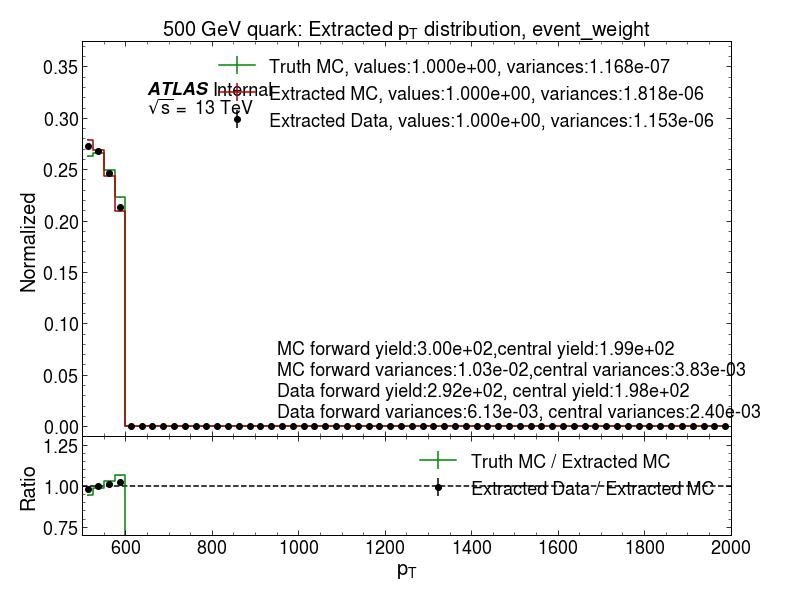 500 GeV quark: Extracted pT distribution, event_weight
Truth MC, values:1.000e+00, variances:1.168e-07
ATLAS Internal
Extracted MC, values:1.000e+00, variances:1.818e-06
√s = 13 TeV
Extracted Data, values:1.000e+00, variances:1.153e-06
0.35
0.30
0.25
0.20
0.15
0.10
0.05
0.00
Normalized
MC forward yield:3.00e+02,central yield:1.99e+02
MC forward variances:1.03e-02,central variances:3.83e-03
Data forward yield:2.92e+02, central yield:1.98e+02
Data forward variances:6.13e-03, central variances:2.40e-03
1.25
1.00
0.75
Ratio
Truth MC / Extracted MC
Extracted Data / Extracted MC
600 800 1000 1200 1400 1600 1800 2000
pT